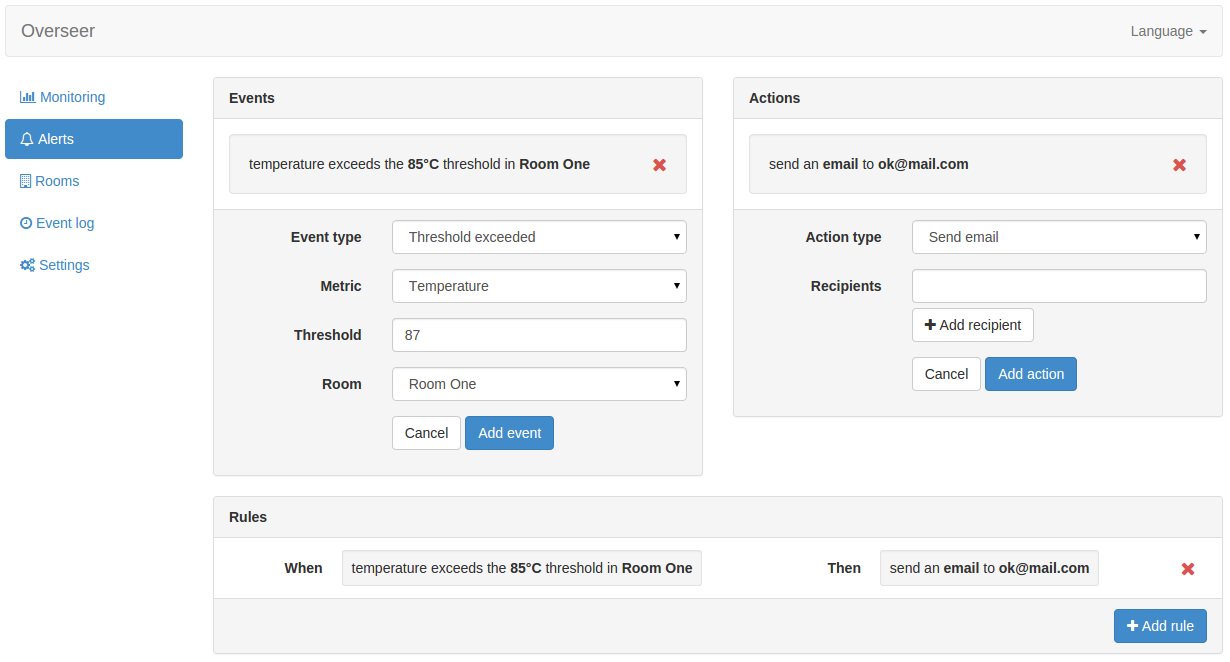 Overseer
Language
Monitoring
Alerts
Rooms
Event log
Settings
Events
temperature exceeds the 85°C threshold in Room One
Event type
Threshold exceeded
Metric
Temperature
Threshold
87
Room
Room One
Cancel
Add event
Actions
send an email to ok@mail.com
Action type
Send email
Recipients
Add recipient
Cancel
Add action
Rules
When temperature exceeds the 85°C threshold in Room One Then send an email to ok@mail.com
Add rule